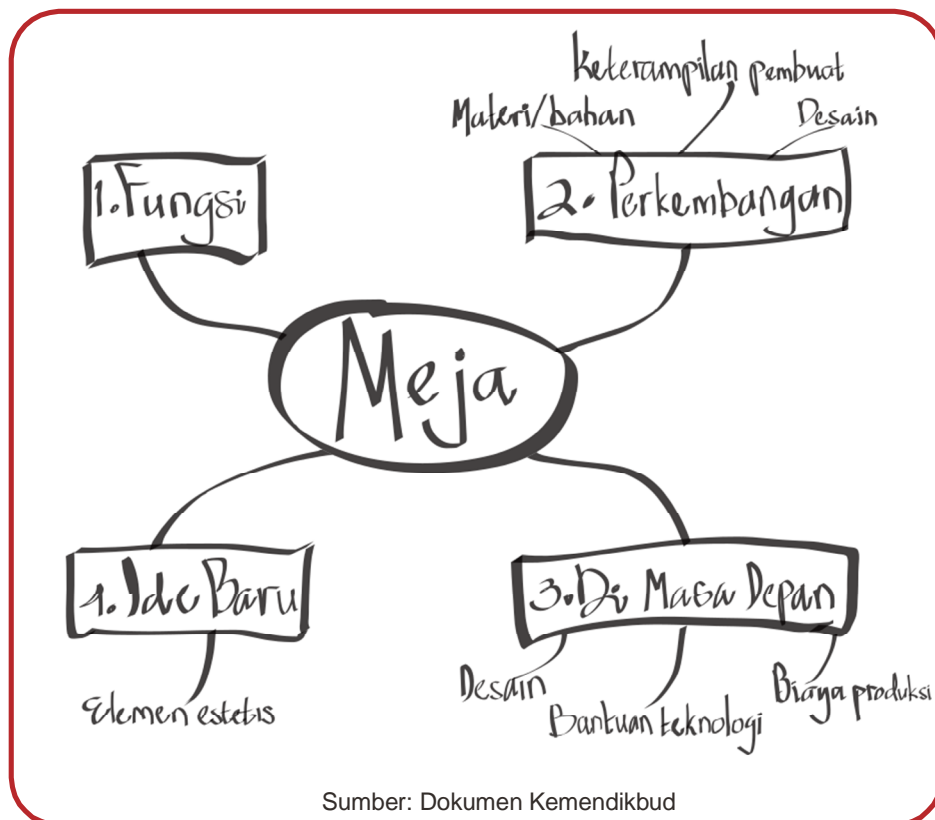 Keterampilan pembuat
Materi/bahan
Desain
1. Fungsi
2. Perkembangan
Meja
1. Ide Baru
3. Di Masa Depan
Elemen estetis
Desain
Bantuan teknologi
Biaya produksi
Sumber: Dokumen Kemendikbud